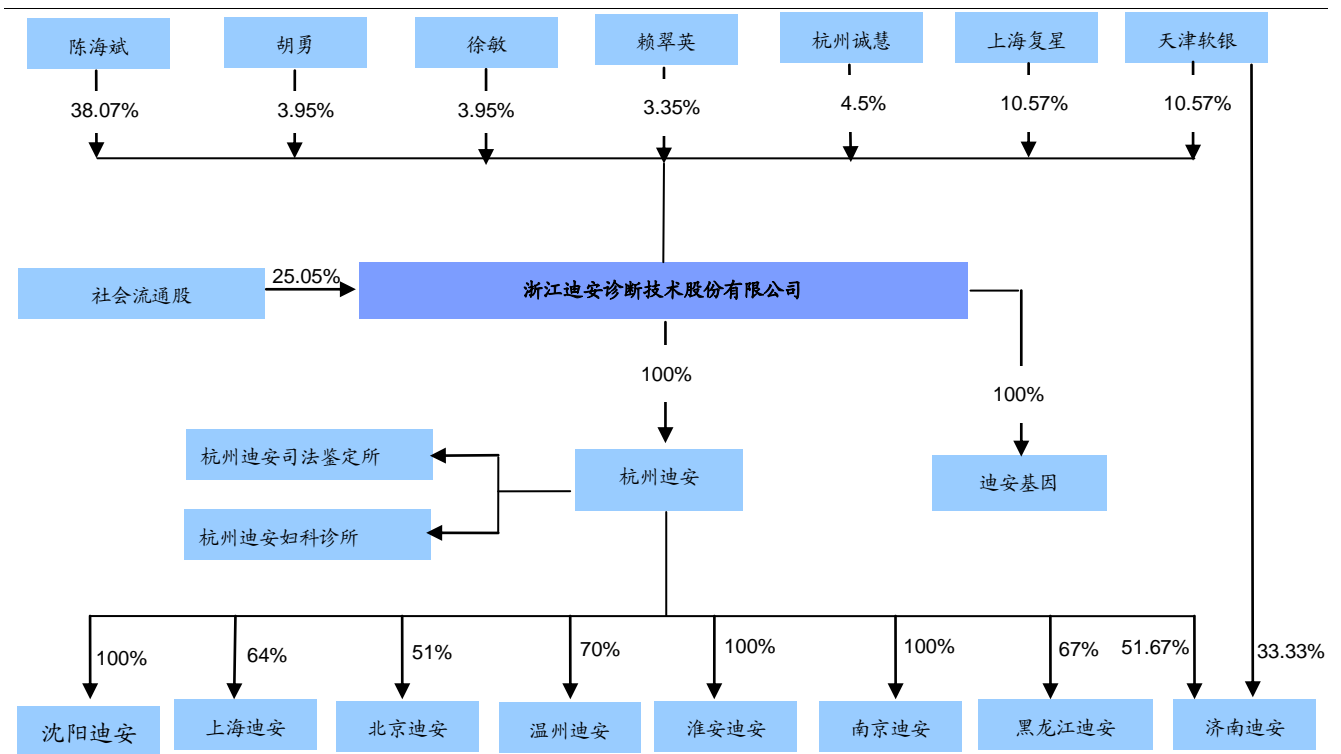 陈海斌
胡勇
徐敏
赖翠英
杭州诚慧
上海复星
天津软银
38.07%
3.95%
3.95%
3.35%
4.5%
10.57%
10.57%
社会流通股
25.05%
浙江迪安诊断技术股份有限公司
100%
100%
杭州迪安司法鉴定所
杭州迪安
迪安基因
杭州迪安妇科诊所
100%
64%
51%
70%
100%
100%
67%
51.67%
33.33%
沈阳迪安
上海迪安
北京迪安
温州迪安
淮安迪安
南京迪安
黑龙江迪安
济南迪安